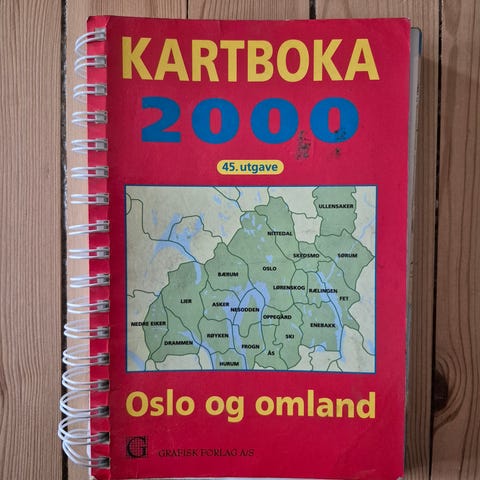 KARTBOKA
2000
45. utgave
ULLENSAKER
NITTEDAL
SKEDSMO
SØRUM
OSLO
BÆRUM
LØRENSKOG
RÆLINGEN
LIER
ASKER
NESODDEN
FET
OPPEGÅRD
NEDRE EIKER
ENEBAKK
RØYKEN
SKI
DRAMMEN
FROGN
ÅS
HURUM
Oslo og omland
G
GRAFISK FORLAG A/S